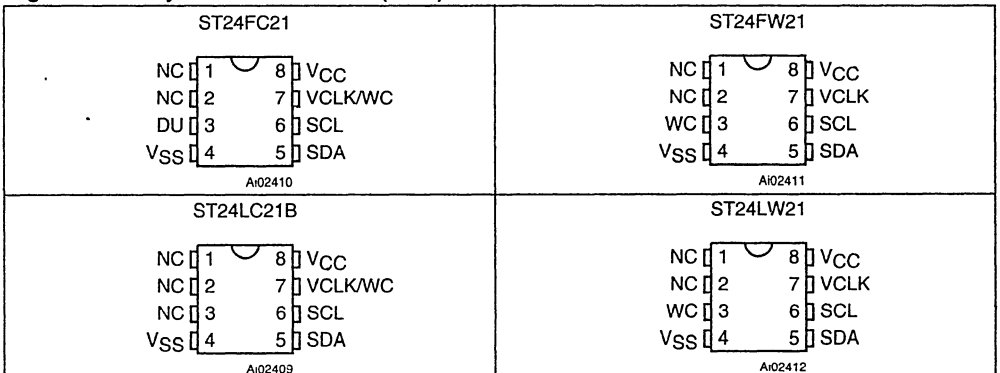 ST24FC21
NC 1 8 VCC
NC 2 7 VCLK/WC
DU 3 6 SCL
VSS 4 5 SDA
AI02410
ST24FW21
NC 1 8 VCC
NC 2 7 VCLK
WC 3 6 SCL
VSS 4 5 SDA
AI02411
ST24LC21B
NC 1 8 VCC
NC 2 7 VCLK/WC
NC 3 6 SCL
VSS 4 5 SDA
AI02409
ST24LW21
NC 1 8 VCC
NC 2 7 VCLK
WC 3 6 SCL
VSS 4 5 SDA
AI02412